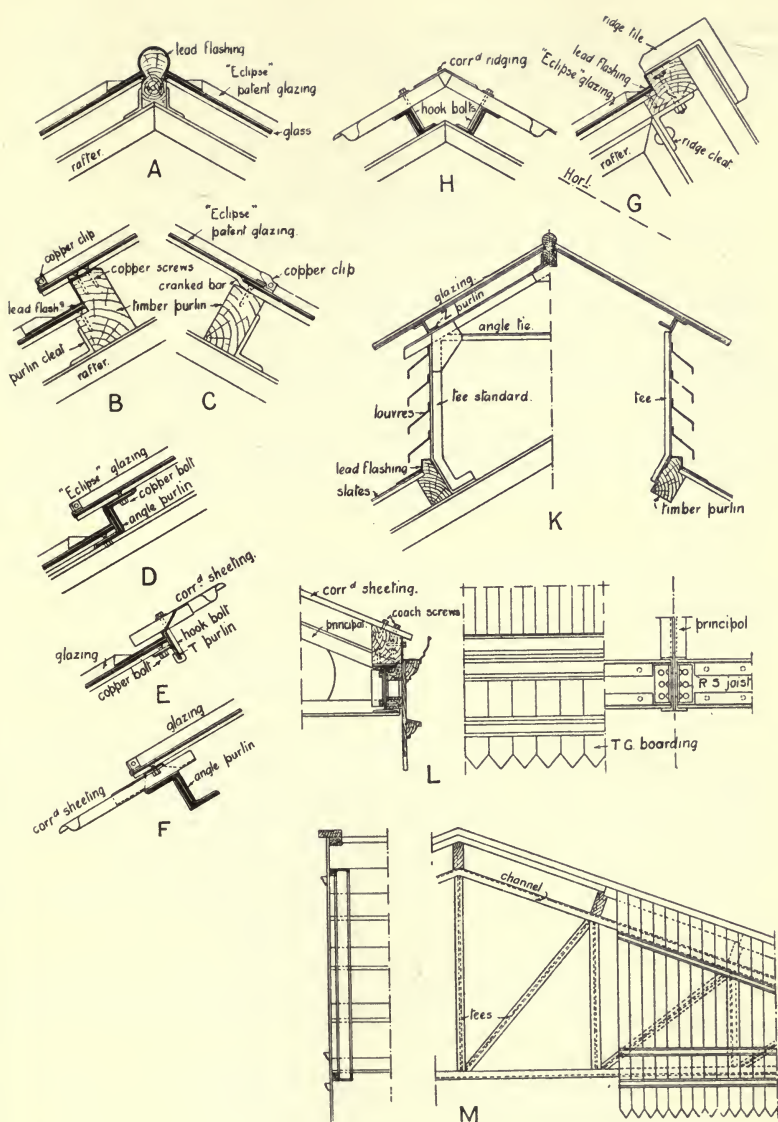 lead flashing
"Eclipse"
patent glazing
glass
rafter.
A
corrd ridging
hook bolts
H
ridge tile
lead flashing
"Eclipse" glazing
rafter.
ridge cleat.
Horl.
G
copper clip
copper screws
lead flashg
timber purlin
purlin cleat
rafter.
B
"Eclipse"
patent glazing.
copper clip
cranked bar
C
glazing.
Z purlin
angle tie.
louvres
tee standard.
tee
lead flashing
slates
timber purlin
K
"Eclipse" glazing
copper bolt
angle purlin
D
corrd sheeting.
hook bolt
T purlin
glazing
copper bolt
E
glazing
angle purlin
corrd sheeting
F
corrd sheeting.
coach screws
principal.
principal
R S joist
T G. boarding
L
channel
tees
M